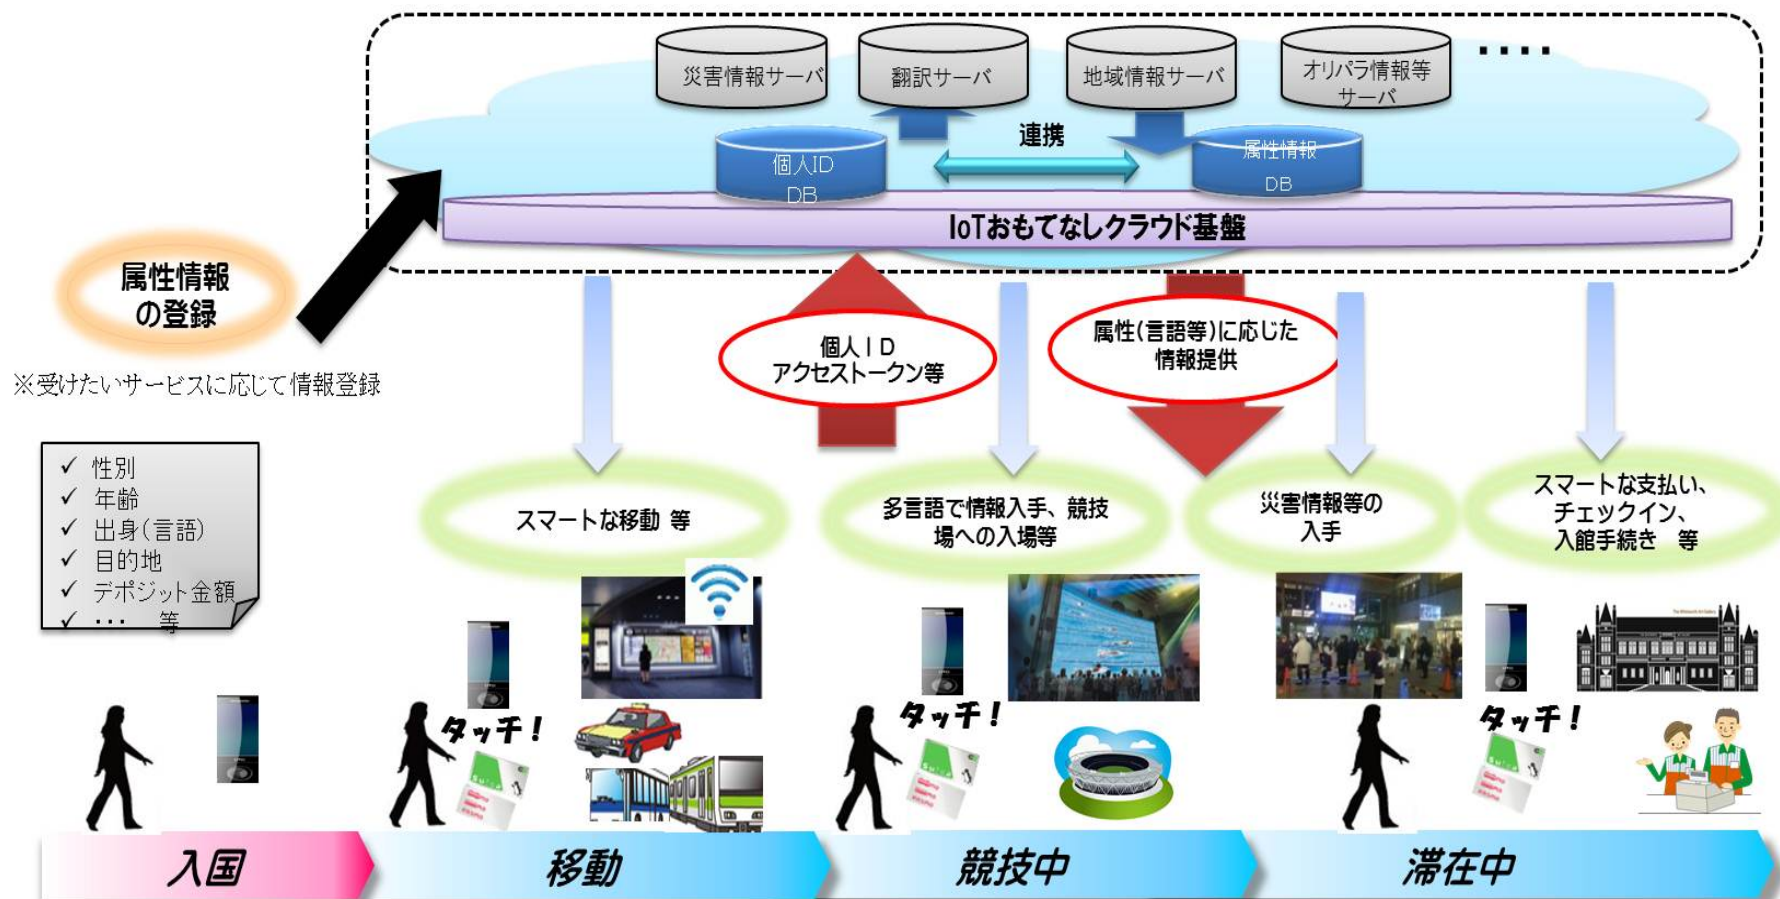 災害情報サーバ
翻訳サーバ
地域情報サーバ
オリパラ情報等
サーバ
・・・・
連携
個人ID
DB
属性情報
DB
IoTおもてなしクラウド基盤
属性情報
の登録
※受けたいサービスに応じて情報登録
個人ID
アクセストークン等
属性(言語等)に応じた
情報提供
✓ 性別
✓ 年齢
✓ 出身(言語)
✓ 目的地
✓ デポジット金額
✓ ・・・ 等
スマートな移動 等
多言語で情報入手、競技
場への入場等
災害情報等の
入手
スマートな支払い、
チェックイン、
入館手続き 等
タッチ!
Suica
タッチ!
Suica
タッチ!
Suica
入国
移動
競技中
滞在中